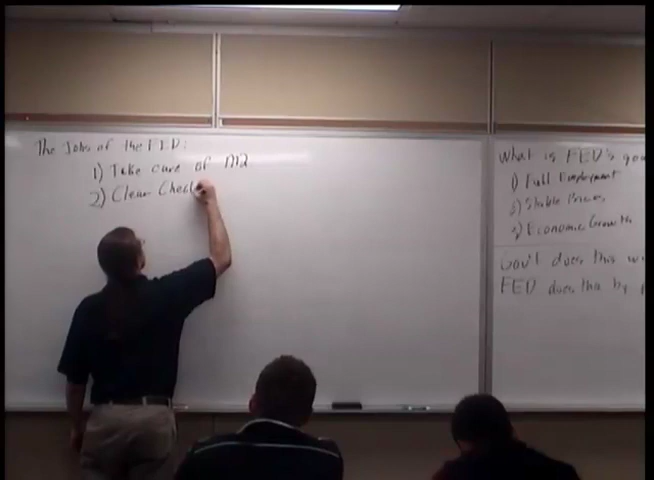 The Jobs of the FED:
1) Take care of M2
2) Clear Check
What is FED's goa
1) Full Employment
2) Stable Prices
3) Economic Growth
Gov't does this w
FED does this by